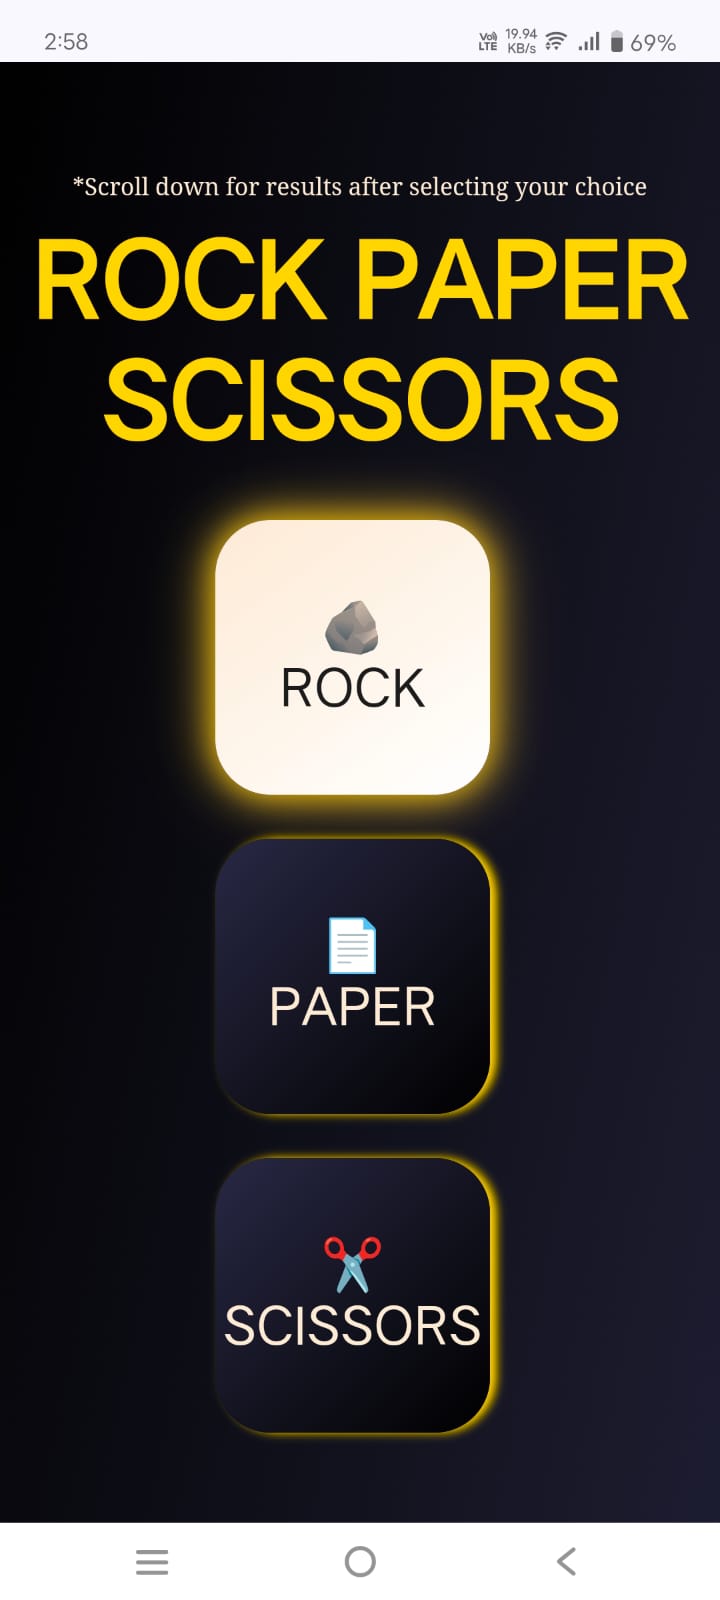 2:58
Vo) LTE 19.94 KB/s 69%
*Scroll down for results after selecting your choice
ROCK PAPER
SCISSORS
ROCK
PAPER
SCISSORS